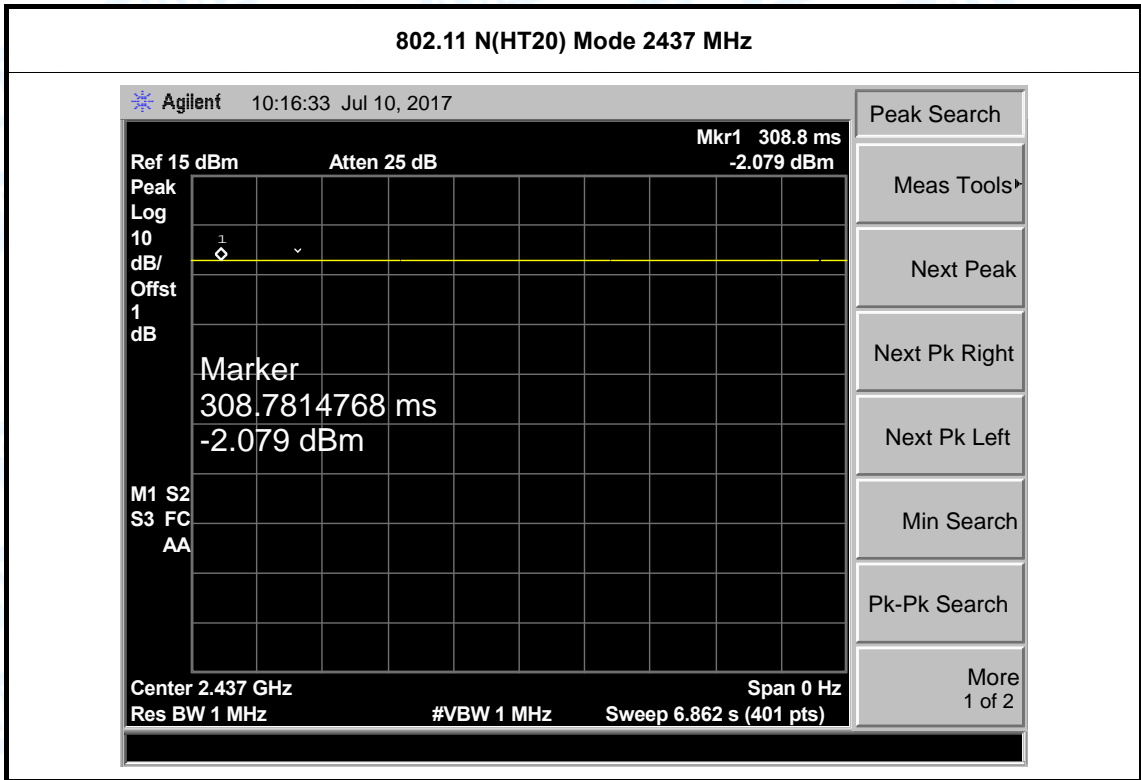 802.11 N(HT20) Mode 2437 MHz
Agilent 10:16:33 Jul 10, 2017
Mkr1 308.8 ms
Ref 15 dBm Atten 25 dB -2.079 dBm
Peak
Log
10
dB/
Offst
1
dB
1
Marker
308.7814768 ms
-2.079 dBm
M1 S2
S3 FC
AA
Center 2.437 GHz Span 0 Hz
Res BW 1 MHz #VBW 1 MHz Sweep 6.862 s (401 pts)
Peak Search
Meas Tools
Next Peak
Next Pk Right
Next Pk Left
Min Search
Pk-Pk Search
More
1 of 2